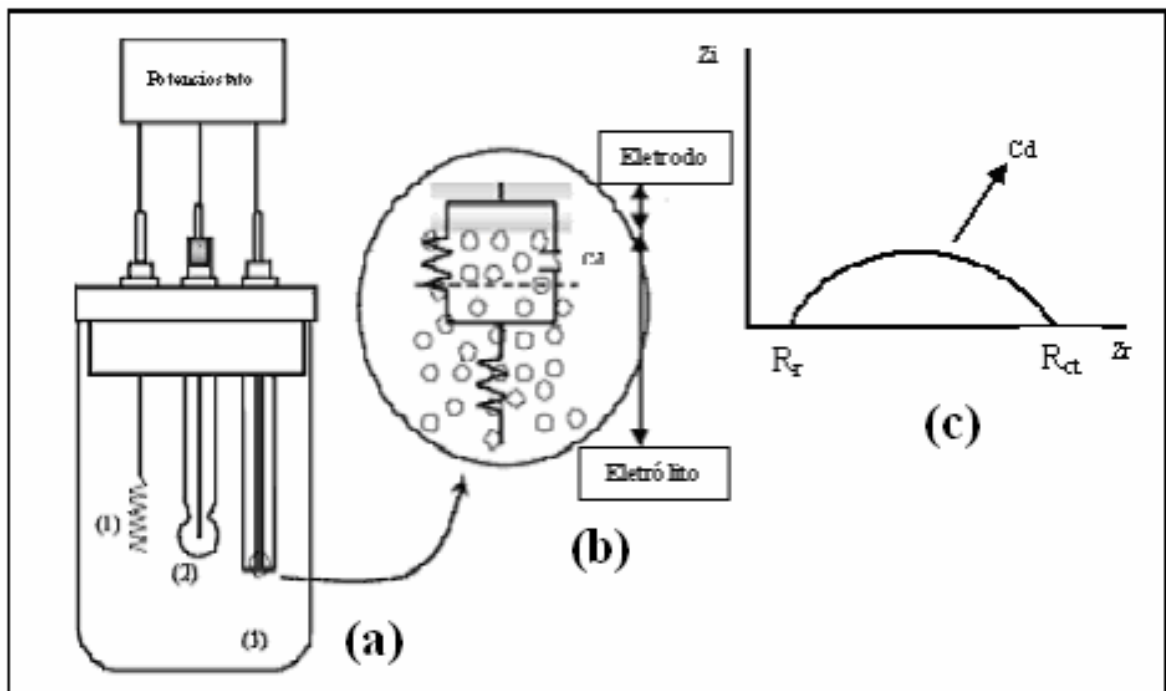 Potenciostato
(1)
(2)
(3)
(a)
Eletrodo
Cd
Eletrólito
(b)
Zi
Cd
Rr
Rct
Zr
(c)